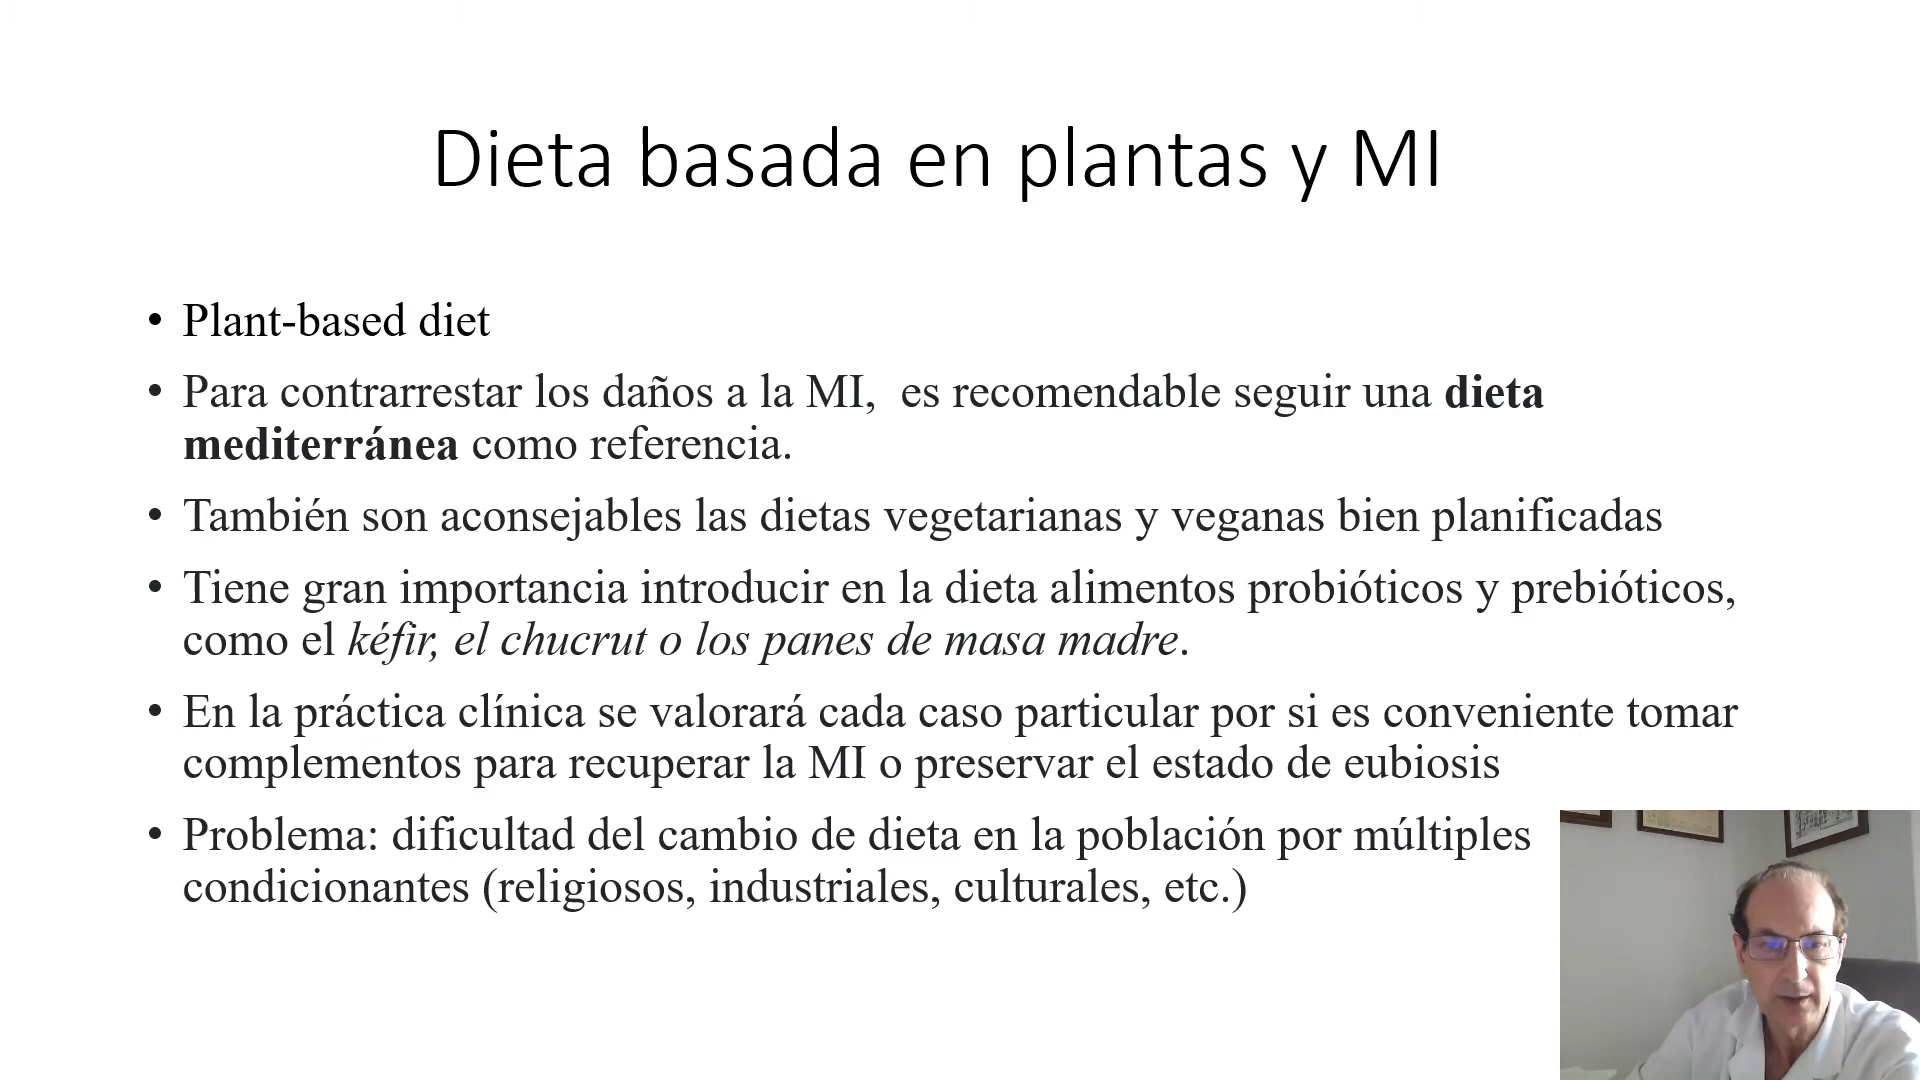 Dieta basada en plantas y MI
• Plant-based diet
• Para contrarrestar los daños a la MI,  es recomendable seguir una dieta
mediterránea como referencia.
• También son aconsejables las dietas vegetarianas y veganas bien planificadas
• Tiene gran importancia introducir en la dieta alimentos probióticos y prebióticos,
como el kéfir, el chucrut o los panes de masa madre.
• En la práctica clínica se valorará cada caso particular por si es conveniente tomar
complementos para recuperar la MI o preservar el estado de eubiosis
• Problema: dificultad del cambio de dieta en la población por múltiples
condicionantes (religiosos, industriales, culturales, etc.)